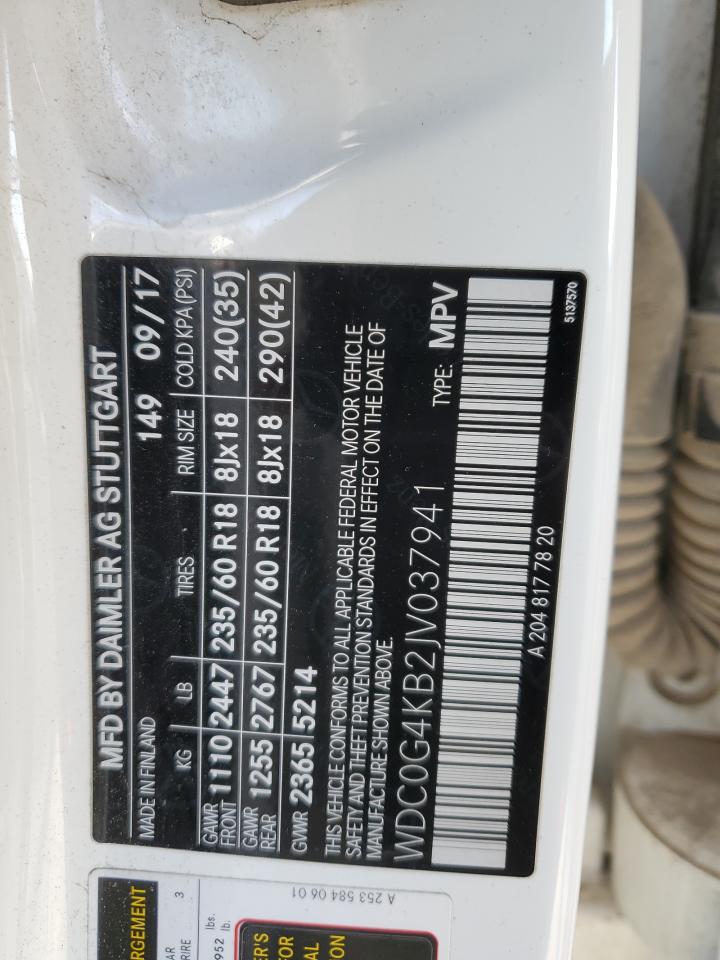 MFD BY DAIMLER AG STUTTGART
MADE IN FINLAND 149 09/17
KG LB TIRES RIM SIZE COLD KPA (PSI)
GAWR FRONT 1110 2447 235/60 R18 8Jx18 240(35)
GAWR REAR 1255 2767 235/60 R18 8Jx18 290(42)
GVWR 2365 5214
THIS VEHICLE CONFORMS TO ALL APPLICABLE FEDERAL MOTOR VEHICLE
SAFETY AND THEFT PREVENTION STANDARDS IN EFFECT ON THE DATE OF
MANUFACTURE SHOWN ABOVE.
WDC0G4KB2JV037941 TYPE: MPV
A 204 817 78 20 5137570
3
952 lb.
lbs.
A 253 584 06 01